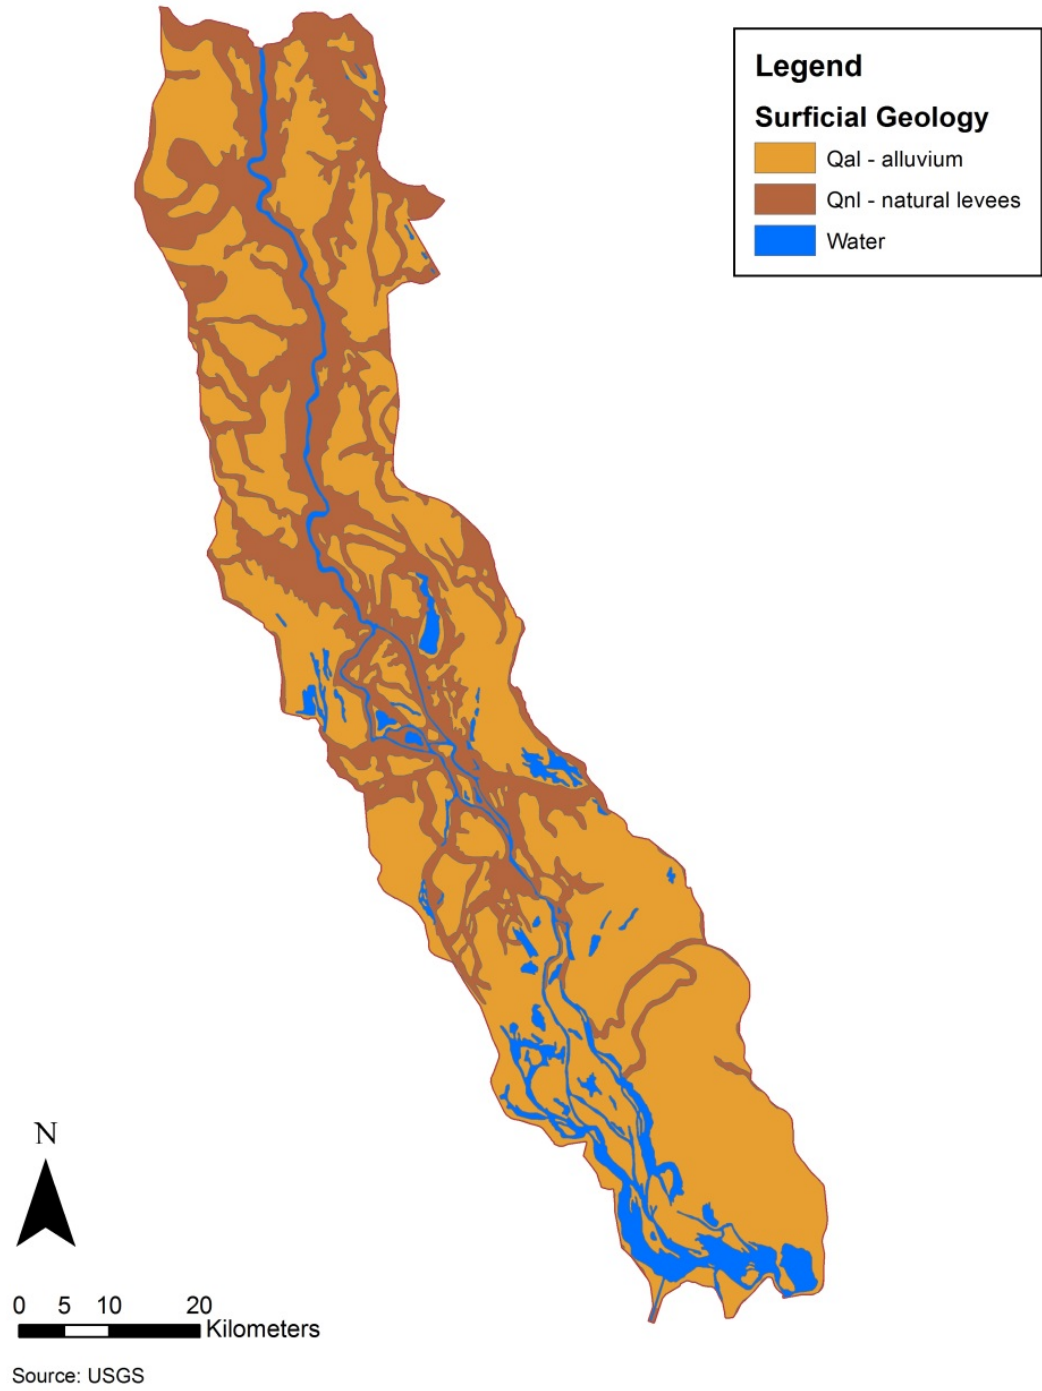 Legend
Surficial Geology
Qal - alluvium
Qnl - natural levees
Water
N
0 5 10 20
Kilometers
Source: USGS